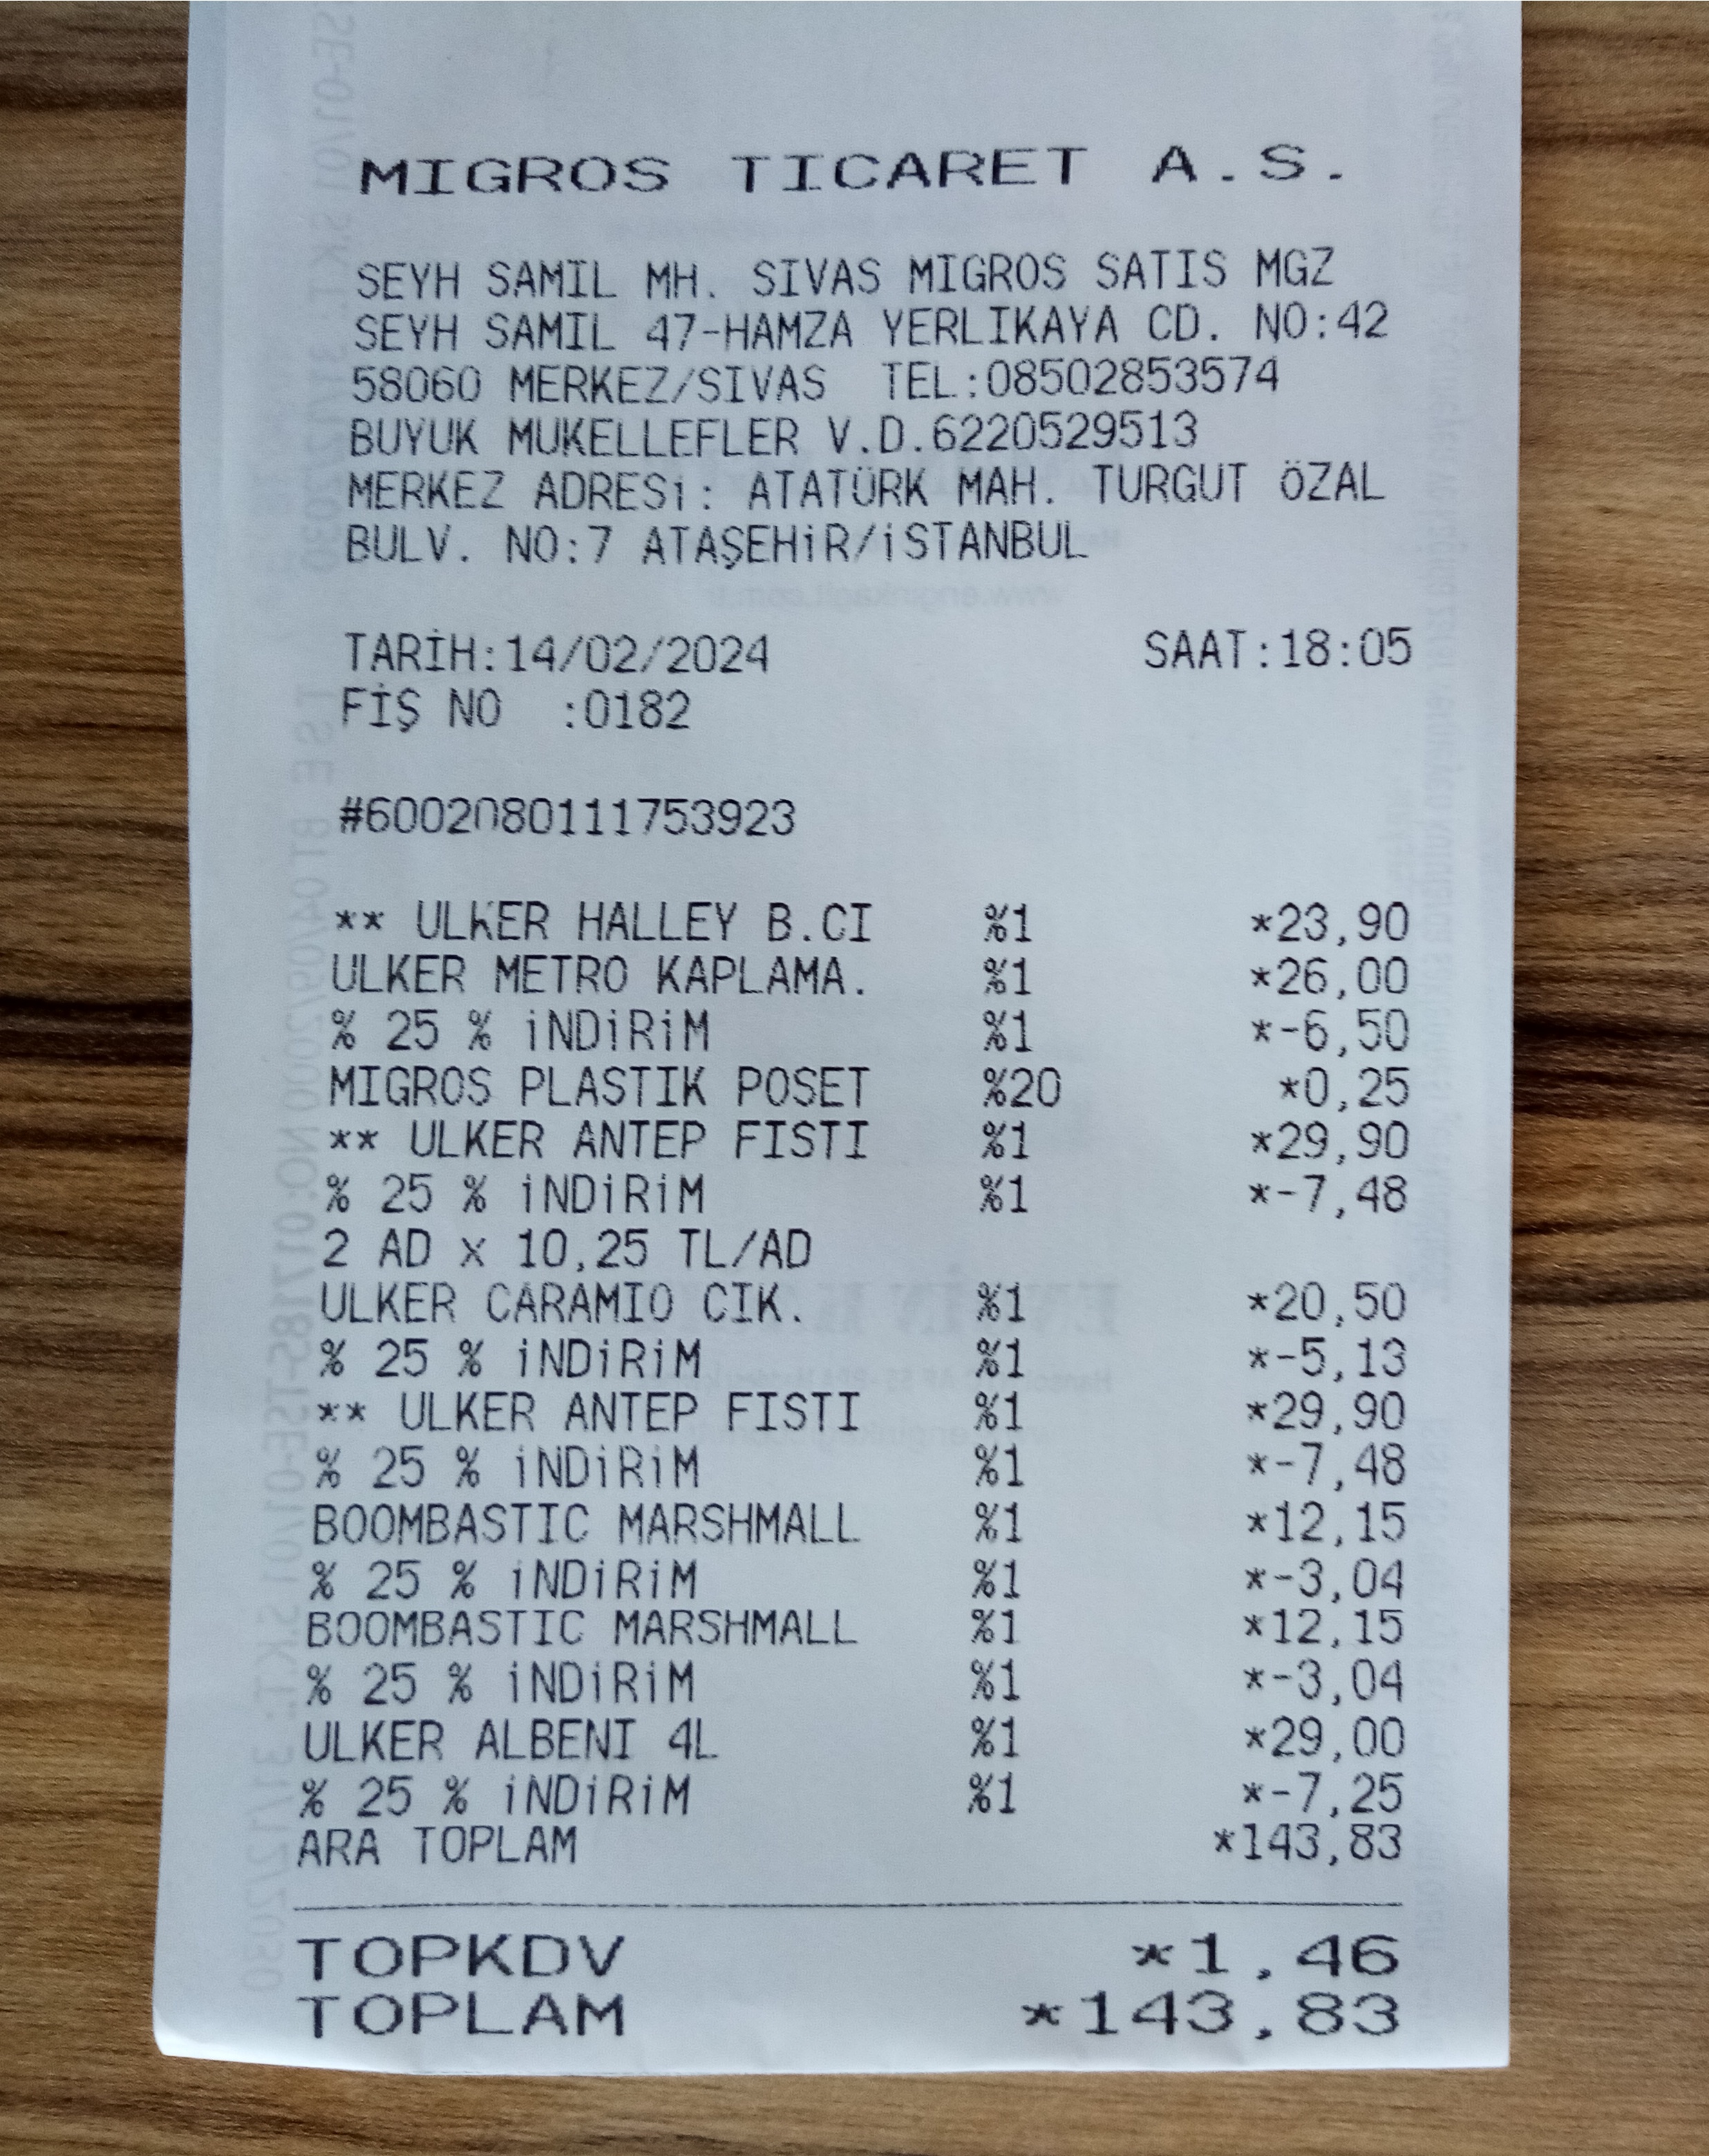 MIGROS TICARET A.S.
SEYH SAMIL MH. SIVAS MIGROS SATIS MGZ
SEYH SAMIL 47-HAMZA YERLIKAYA CD. NO:42
58060 MERKEZ/SIVAS TEL:08502853574
BUYUK MUKELLEFLER V.D.6220529513
MERKEZ ADRESi: ATATÜRK MAH. TURGUT ÖZAL
BULV. NO:7 ATAŞEHiR/iSTANBUL
TARİH:14/02/2024 SAAT:18:05
FİŞ NO :0182
#6002080111753923
** ULKER HALLEY B.CI %1 *23,90
ULKER METRO KAPLAMA. %1 *26,00
% 25 % iNDiRiM %1 *-6,50
MIGROS PLASTIK POSET %20 *0,25
** ULKER ANTEP FISTI %1 *29,90
% 25 % iNDiRiM %1 *-7,48
2 AD x 10,25 TL/AD
ULKER CARAMIO CIK. %1 *20,50
% 25 % iNDiRiM %1 *-5,13
** ULKER ANTEP FISTI %1 *29,90
% 25 % iNDiRiM %1 *-7,48
BOOMBASTIC MARSHMALL %1 *12,15
% 25 % iNDiRiM %1 *-3,04
BOOMBASTIC MARSHMALL %1 *12,15
% 25 % iNDiRiM %1 *-3,04
ULKER ALBENI 4L %1 *29,00
% 25 % iNDiRiM %1 *-7,25
ARA TOPLAM *143,83
TOPKDV *1,46
TOPLAM *143,83